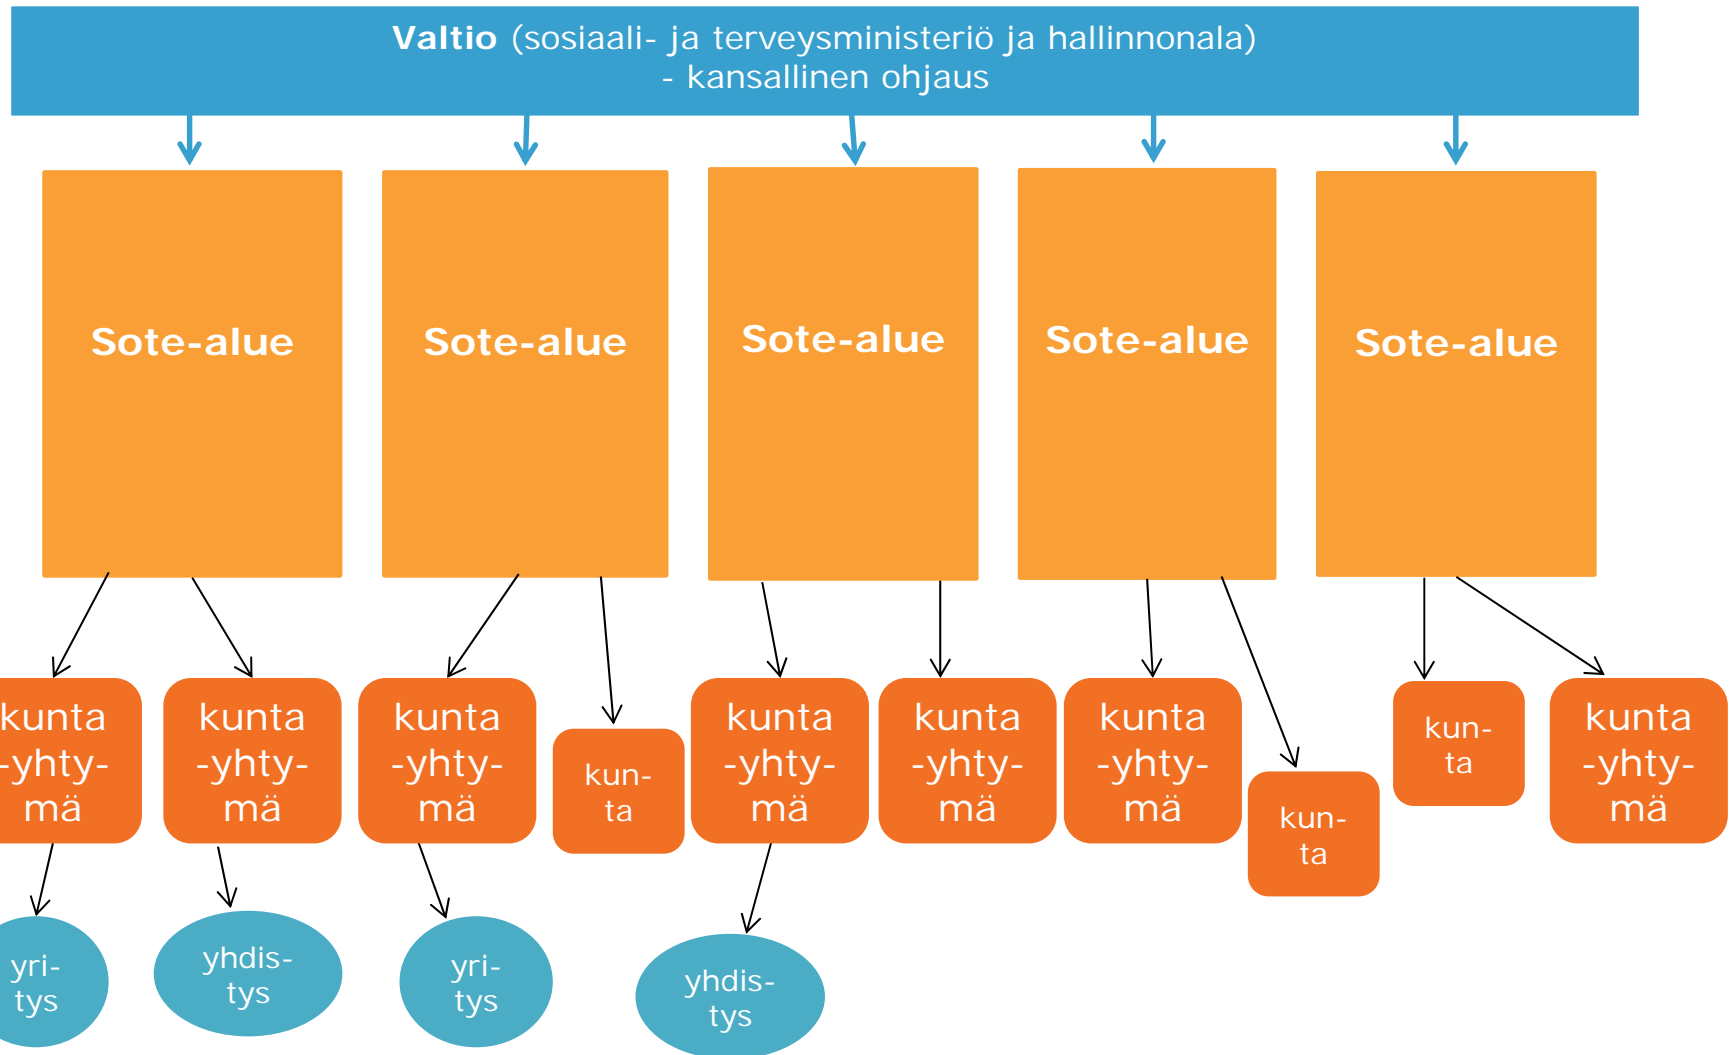 Valtio (sosiaali- ja terveysministeriö ja hallinnonala)
- kansallinen ohjaus
Sote-alue
Sote-alue
Sote-alue
Sote-alue
Sote-alue
kunta
-yhty-
mä
kunta
-yhty-
mä
kunta
-yhty-
mä
kun-
ta
kunta
-yhty-
mä
kunta
-yhty-
mä
kunta
-yhty-
mä
kun-
ta
kun-
ta
kunta
-yhty-
mä
yri-
tys
yhdis-
tys
yri-
tys
yhdis-
tys